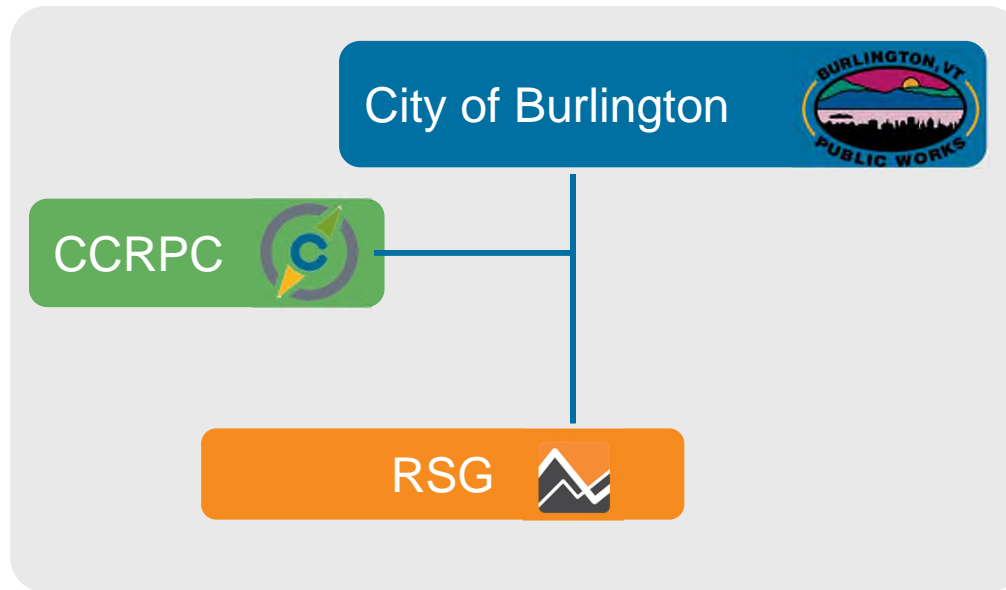 City of Burlington
BURLINGTON, VT
PUBLIC WORKS
CCRPC
C
RSG